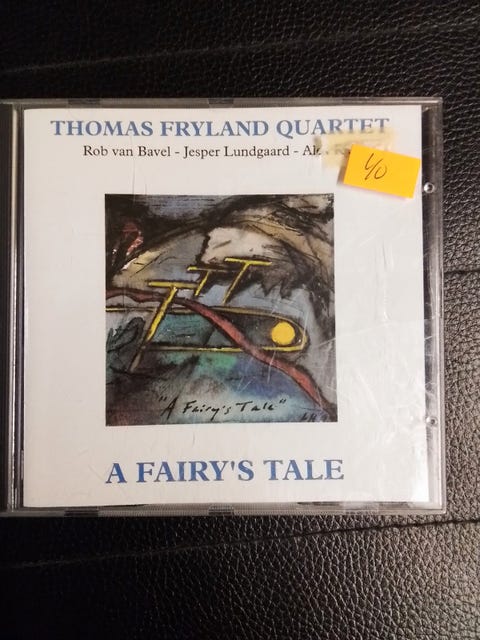 THOMAS FRYLAND QUARTET
Rob van Bavel - Jesper Lundgaard -
40
"A Fairy's Tale"
A FAIRY'S TALE